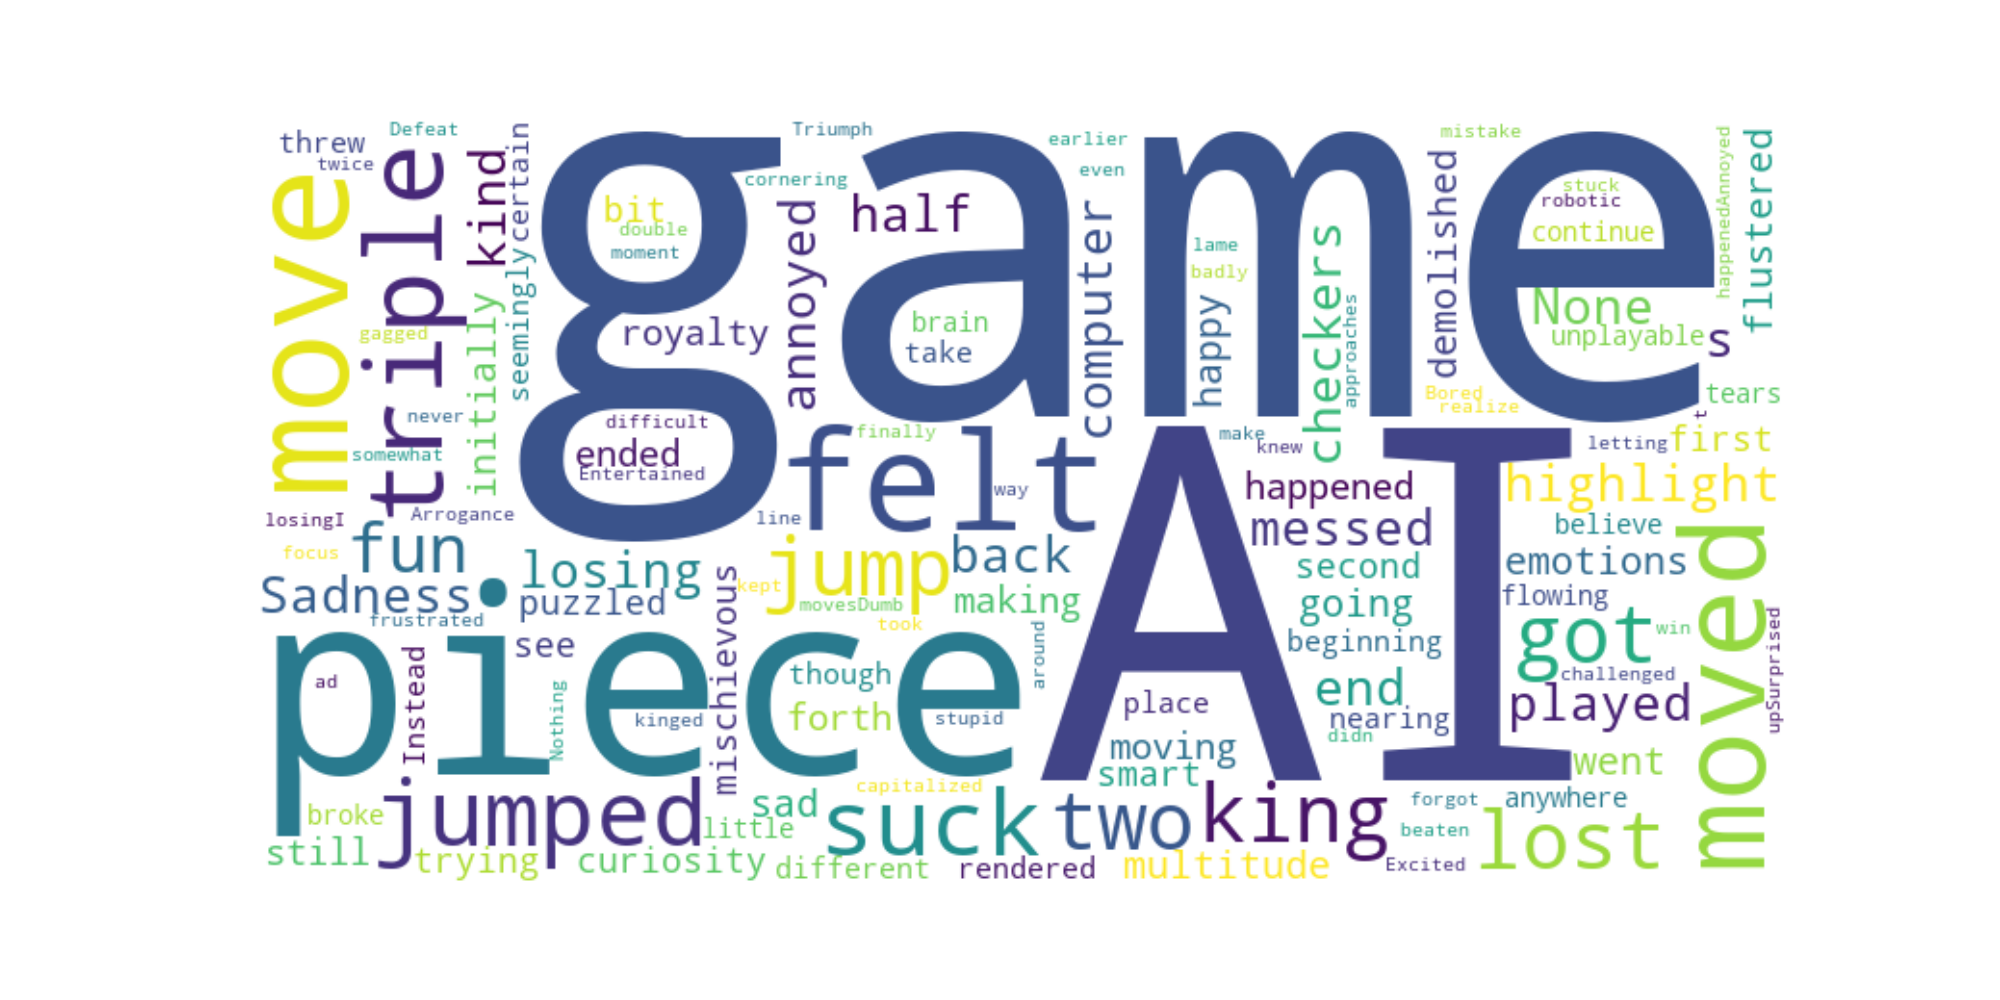 game
AI
piece
move
triple
felt
moved
jumped
jump
suck
two
king
lost
got
fun
Sadness
losing
puzzled
see
back
making
half
annoyed
royalty
computer
checkers
happy
demolished
None
unplayable
s
flustered
highlight
first
tears
happened
messed
second
going
beginning
end
nearing
didn
believe
emotions
flowing
win
challenged
played
upSurprised
went
anywhere
forgot
beaten
Excited
multitude
rendered
different
curiosity
trying
still
broke
little
sad
capitalized
mischievous
Instead
Nothing
kinged
stupid
though
forth
around
took
movesDumb
kept
place
moving
smart
frustrated
focus
losingI
Arrogance
somewhat
never
gagged
initially
seeminglycertain
kind
threw
twice
Defeat
Triumph
cornering
earlier
even
mistake
stuck
robotic
continue
happenedAnnoyed
lame
badly
approaches
Bored
realize
t
letting
make
knew
finally
way
line
difficult
ended
Entertained
bit
double
moment
brain
take
ad